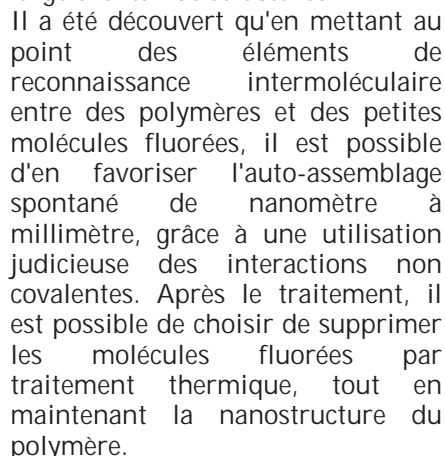 Il a été découvert qu'en mettant au
point des éléments de
reconnaissance intermoléculaire
entre des polymères et des petites
molécules fluorées, il est possible
d'en favoriser l'auto-assemblage
spontané de nanomètre à
millimètre, grâce à une utilisation
judicieuse des interactions non
covalentes. Après le traitement, il
est possible de choisir de supprimer
les molécules fluorées par
traitement thermique, tout en
maintenant la nanostructure du
polymère.